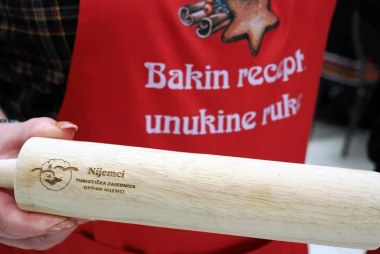 Bakin recept,
unukine ruke
Nijemci
TURISTIČKA ZAJEDNICA
OPĆINE NIJEMCI